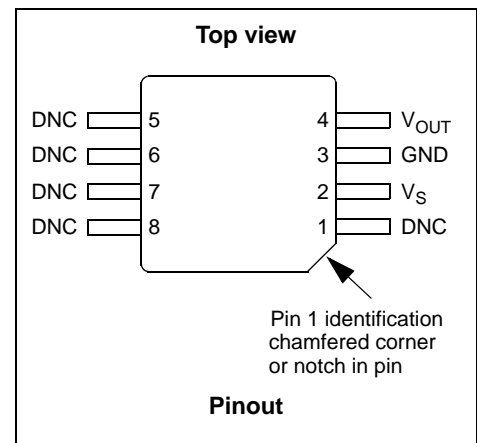 Top view
DNC 5 4 VOUT
DNC 6 3 GND
DNC 7 2 VS
DNC 8 1 DNC
Pin 1 identification
chamfered corner
or notch in pin
Pinout